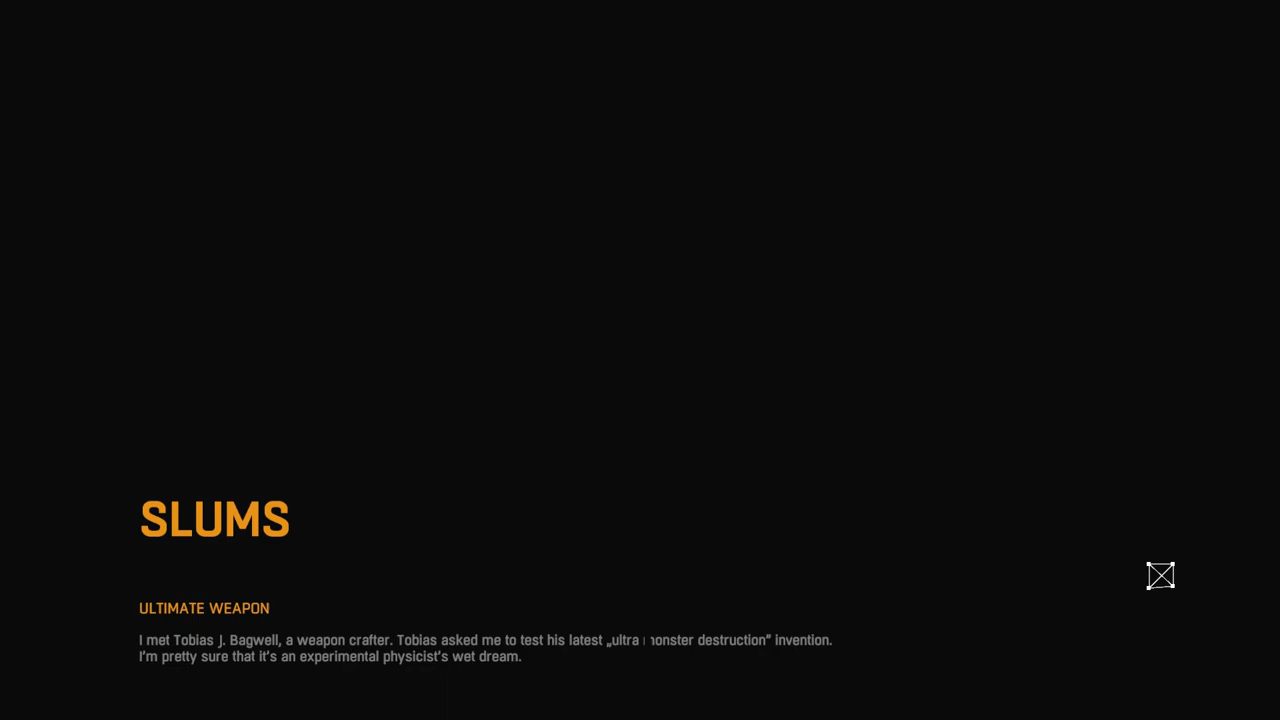 SLUMS
ULTIMATE WEAPON
I met Tobias J. Bagwell, a weapon crafter. Tobias asked me to test his latest „ultra monster destruction” invention.
I'm pretty sure that it's an experimental physicist's wet dream.